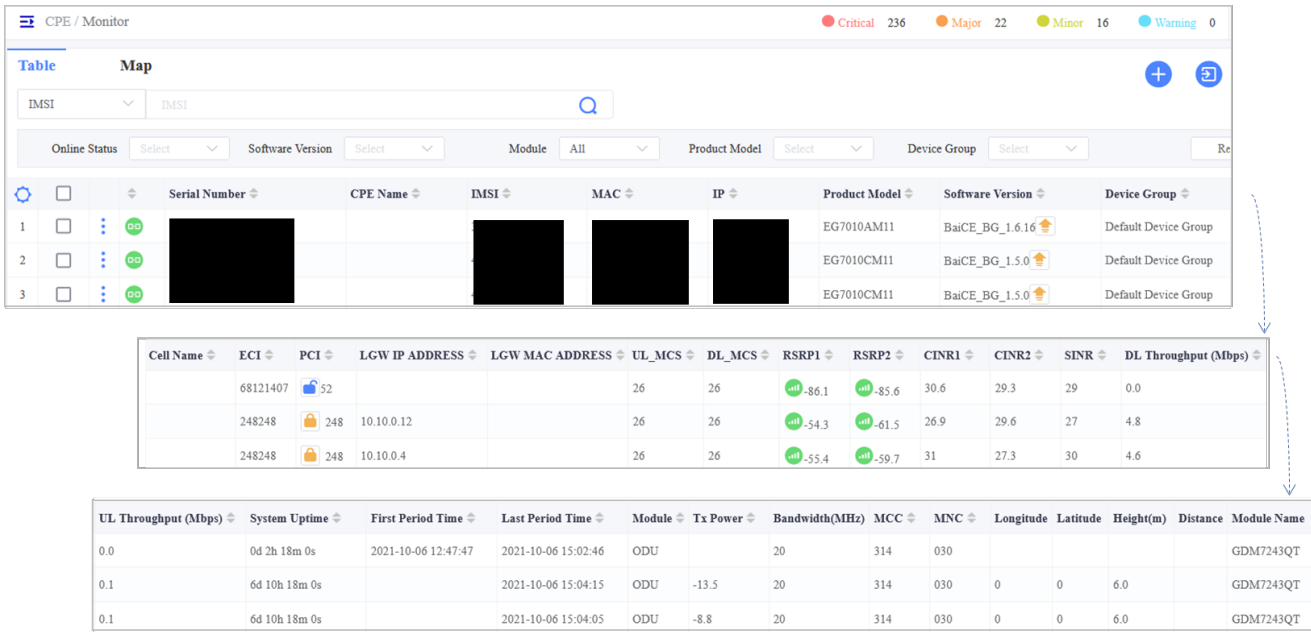 CPE / Monitor Critical 236 Major 22 Minor 16 Warning 0
Table Map
IMSI IMSI
Online Status Select Software Version Select Module All Product Model Select Device Group Select
Serial Number CPE Name IMSI MAC IP Product Model Software Version Device Group
1 EG7010AM11 BaiCE_BG_1.6.16 Default Device Group
2 EG7010CM11 BaiCE_BG_1.5.0 Default Device Group
3 EG7010CM11 BaiCE_BG_1.5.0 Default Device Group
Cell Name ECI PCI LGW IP ADDRESS LGW MAC ADDRESS UL_MCS DL_MCS RSRP1 RSRP2 CINR1 CINR2 SINR DL Throughput (Mbps)
68121407 52 26 26 -86.1 -85.6 30.6 29.3 29 0.0
248248 248 10.10.0.12 26 26 -54.3 -61.5 26.9 29.6 27 4.8
248248 248 10.10.0.4 26 26 -55.4 -59.7 31 27.3 30 4.6
UL Throughput (Mbps) System Uptime First Period Time Last Period Time Module Tx Power Bandwidth(MHz) MCC MNC Longitude Latitude Height(m) Distance Module Name
0.0 0d 2h 18m 0s 2021-10-06 12:47:47 2021-10-06 15:02:46 ODU 20 314 030 GDM7243QT
0.1 6d 10h 18m 0s 2021-10-06 15:04:15 ODU -13.5 20 314 030 0 0 6.0 GDM7243QT
0.1 6d 10h 18m 0s 2021-10-06 15:04:05 ODU -8.8 20 314 030 0 0 6.0 GDM7243QT